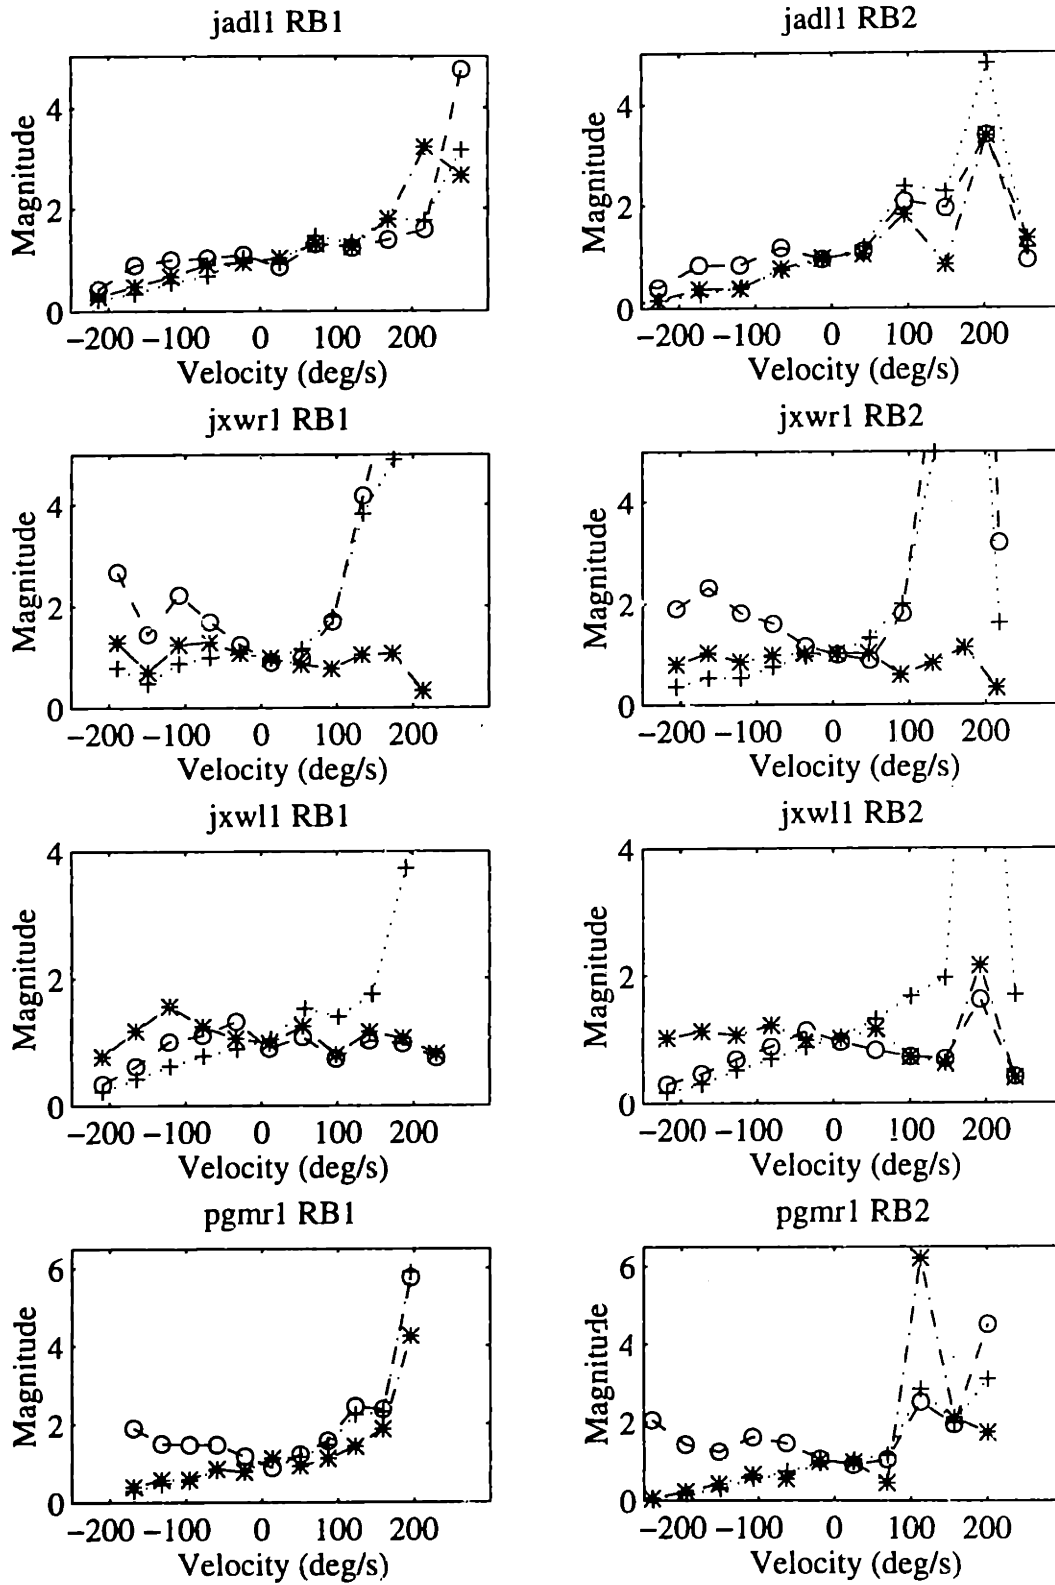 jadl1 RB1
jadl1 RB2
Magnitude
4
2
0
−200 −100 0 100 200
Velocity (deg/s)
Magnitude
4
2
0
−200 −100 0 100 200
Velocity (deg/s)
jxwr1 RB1
jxwr1 RB2
Magnitude
4
2
0
−200 −100 0 100 200
Velocity (deg/s)
Magnitude
4
2
0
−200 −100 0 100 200
Velocity (deg/s)
jxwl1 RB1
jxwl1 RB2
Magnitude
4
2
0
−200 −100 0 100 200
Velocity (deg/s)
Magnitude
4
2
0
−200 −100 0 100 200
Velocity (deg/s)
pgmr1 RB1
pgmr1 RB2
Magnitude
6
4
2
0
−200 −100 0 100 200
Velocity (deg/s)
Magnitude
6
4
2
0
−200 −100 0 100 200
Velocity (deg/s)